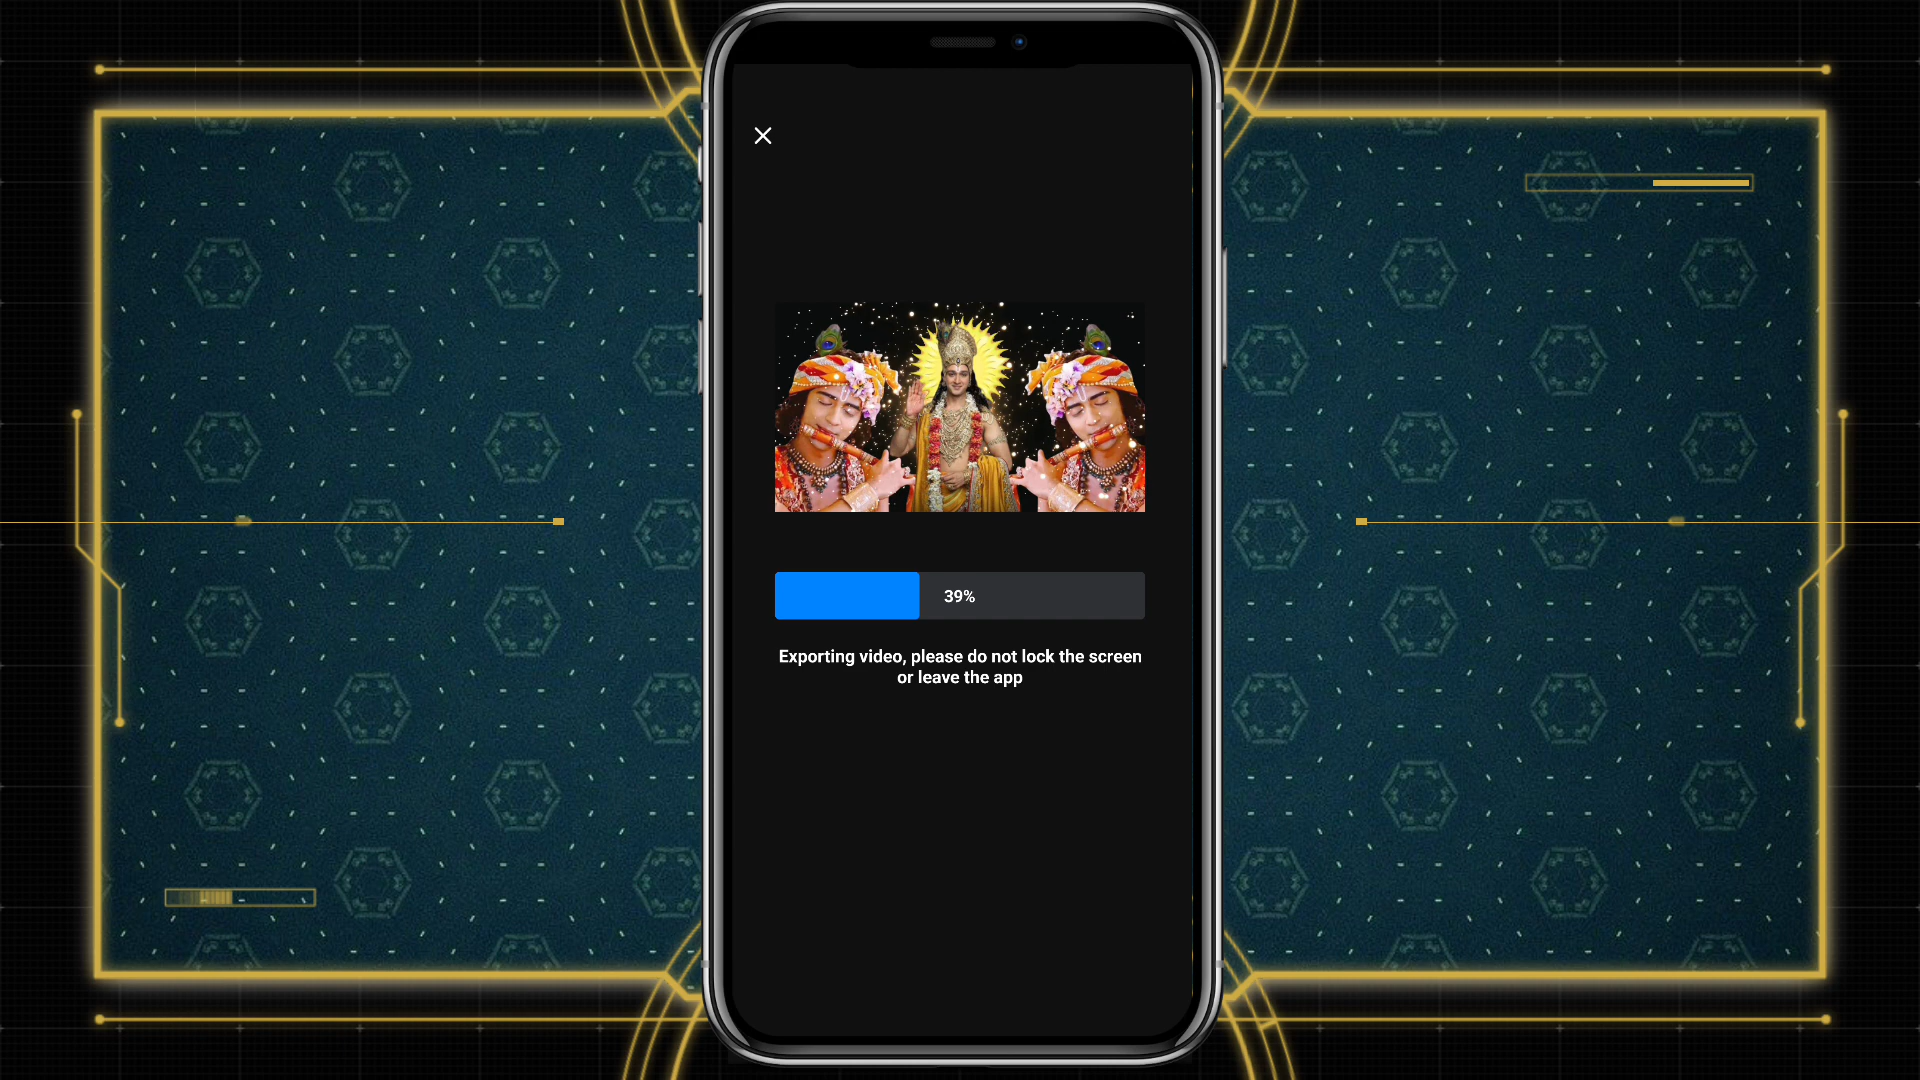 39%
Exporting video, please do not lock the screen
or leave the app